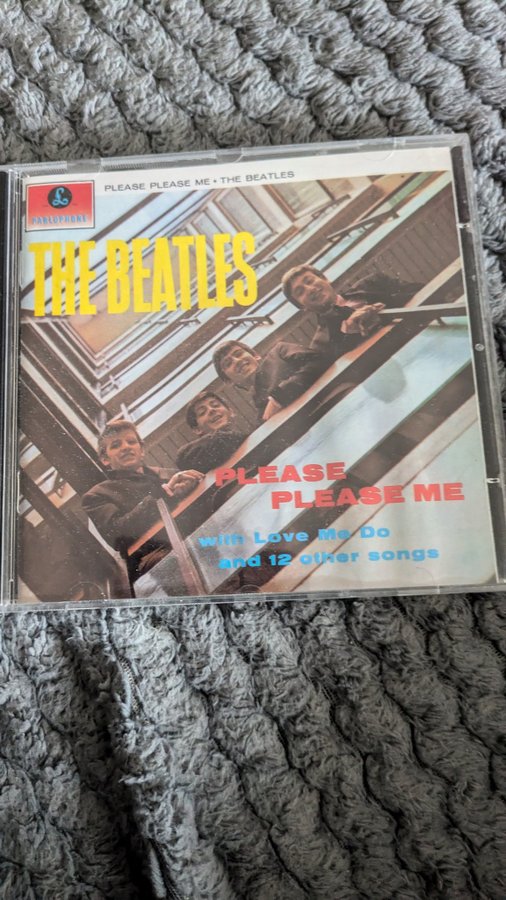 PLEASE PLEASE ME • THE BEATLES
£
PARLOPHONE
THE BEATLES
PLEASE
PLEASE ME
with Love Me Do
and 12 other songs